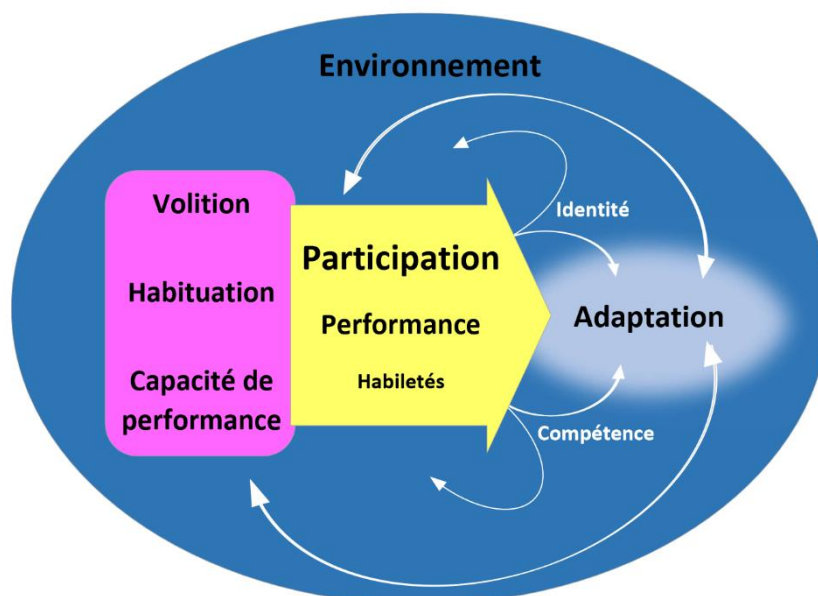 Environnement
Volition
Habituation
Capacité de
performance
Participation
Performance
Habiletés
Identité
Adaptation
Compétence